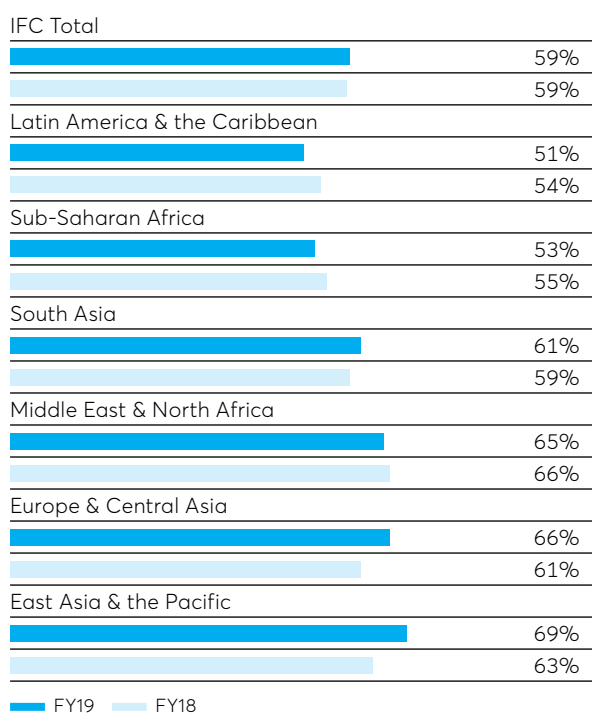 IFC Total
59%
59%
Latin America & the Caribbean
51%
54%
Sub-Saharan Africa
53%
55%
South Asia
61%
59%
Middle East & North Africa
65%
66%
Europe & Central Asia
66%
61%
East Asia & the Pacific
69%
63%
FY19 FY18